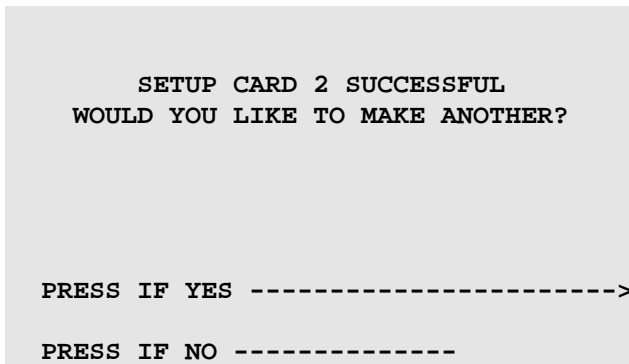 SETUP CARD 2 SUCCESSFUL
WOULD YOU LIKE TO MAKE ANOTHER?
PRESS IF YES ----------------------->
PRESS IF NO --------------